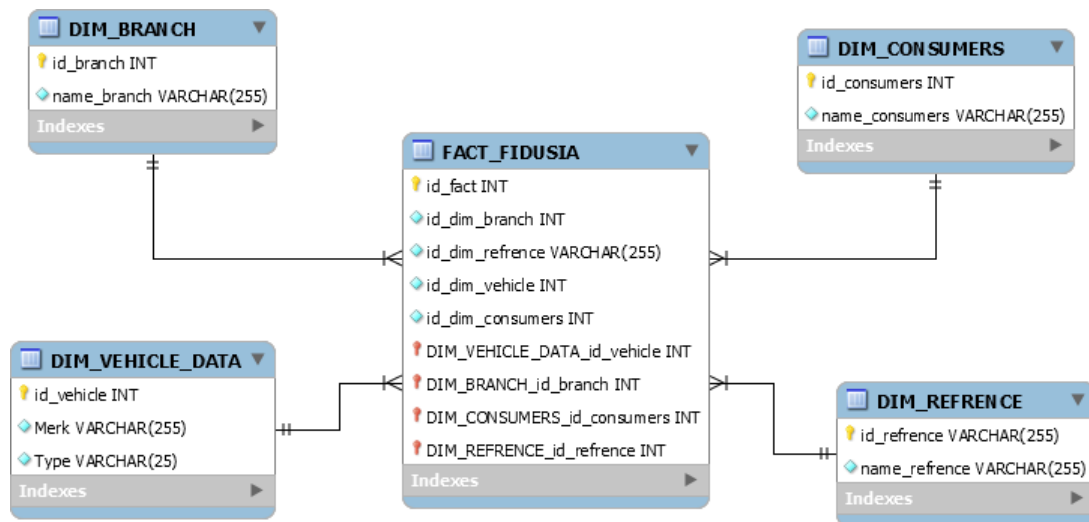 DIM_BRANCH
id_branch INT
name_branch VARCHAR(255)
Indexes
DIM_CONSUMERS
id_consumers INT
name_consumers VARCHAR(255)
Indexes
FACT_FIDUSIA
id_fact INT
id_dim_branch INT
id_dim_refrence VARCHAR(255)
id_dim_vehicle INT
id_dim_consumers INT
DIM_VEHICLE_DATA_id_vehicle INT
DIM_BRANCH_id_branch INT
DIM_CONSUMERS_id_consumers INT
DIM_REFRENCE_id_refrence INT
Indexes
DIM_VEHICLE_DATA
id_vehicle INT
Merk VARCHAR(255)
Type VARCHAR(25)
Indexes
DIM_REFRENCE
id_refrence VARCHAR(255)
name_refrence VARCHAR(255)
Indexes